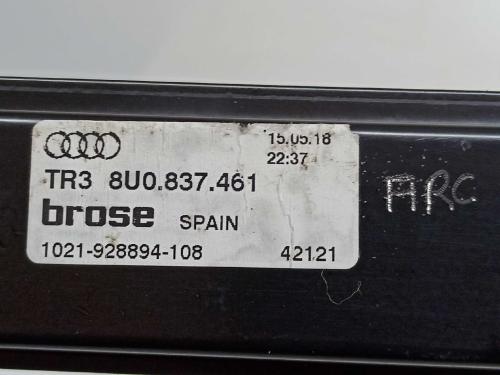 15.05.18
22:37
TR3 8U0.837.461
brose SPAIN
1021-928894-108 42121
ARC